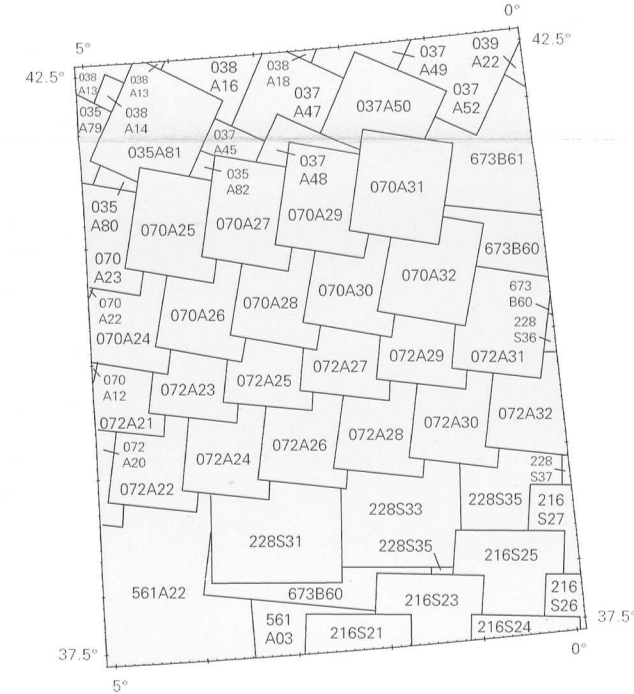 0°
5°
42.5°
42.5°
038
A13
038
A13
038
A16
038
A18
037
A49
039
A22
035
A79
038
A14
037
A47
037A50
037
A52
037
A45
035A81
037
A48
673B61
035
A82
070A31
035
A80
070A25
070A27
070A29
673B60
070
A23
070A32
070
A22
070A26
070A28
070A30
673
B60
228
S36
070A24
072A31
072A29
072A27
070
A12
072A23
072A25
072A21
072A32
072A30
072A28
072A26
072
A20
072A24
072A22
228
S37
228S35
216
S27
228S33
228S31
228S35
216S25
561A22
673B60
216S23
216
S26
561
A03
216S21
216S24
37.5°
37.5°
0°
5°